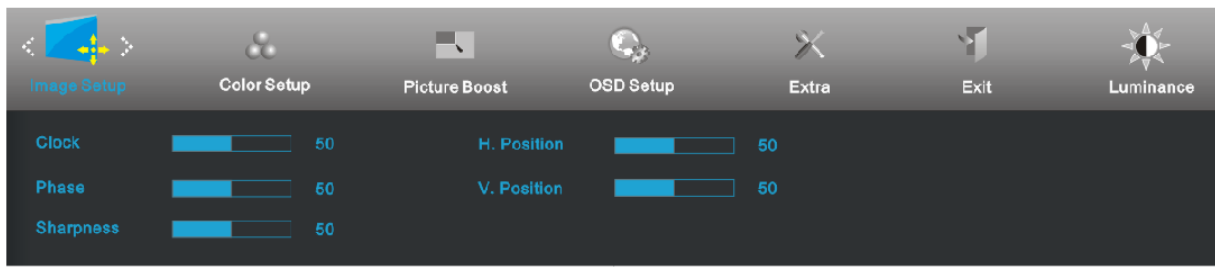 Image Setup Color Setup Picture Boost OSD Setup Extra Exit Luminance
Clock 50 H. Position 50
Phase 50 V. Position 50
Sharpness 50